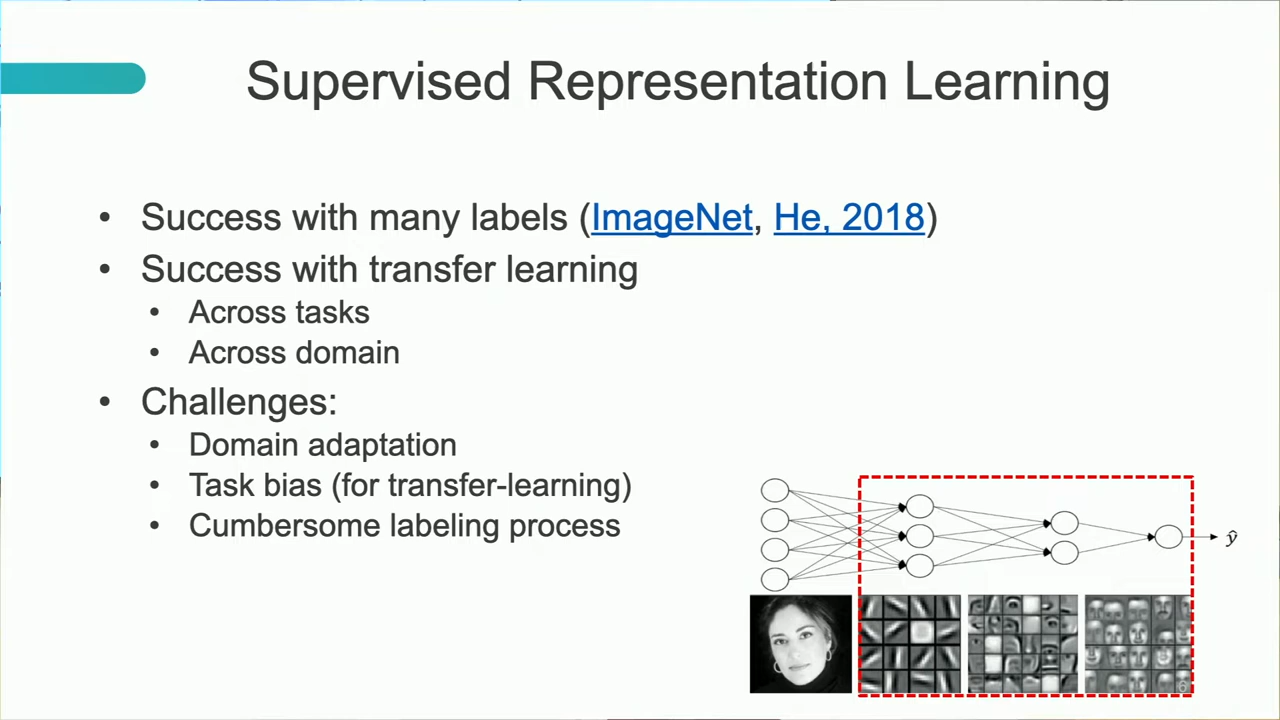 Supervised Representation Learning
• Success with many labels (ImageNet, He, 2018)
• Success with transfer learning
• Across tasks
• Across domain
• Challenges:
• Domain adaptation
• Task bias (for transfer-learning)
• Cumbersome labeling process
ŷ
6